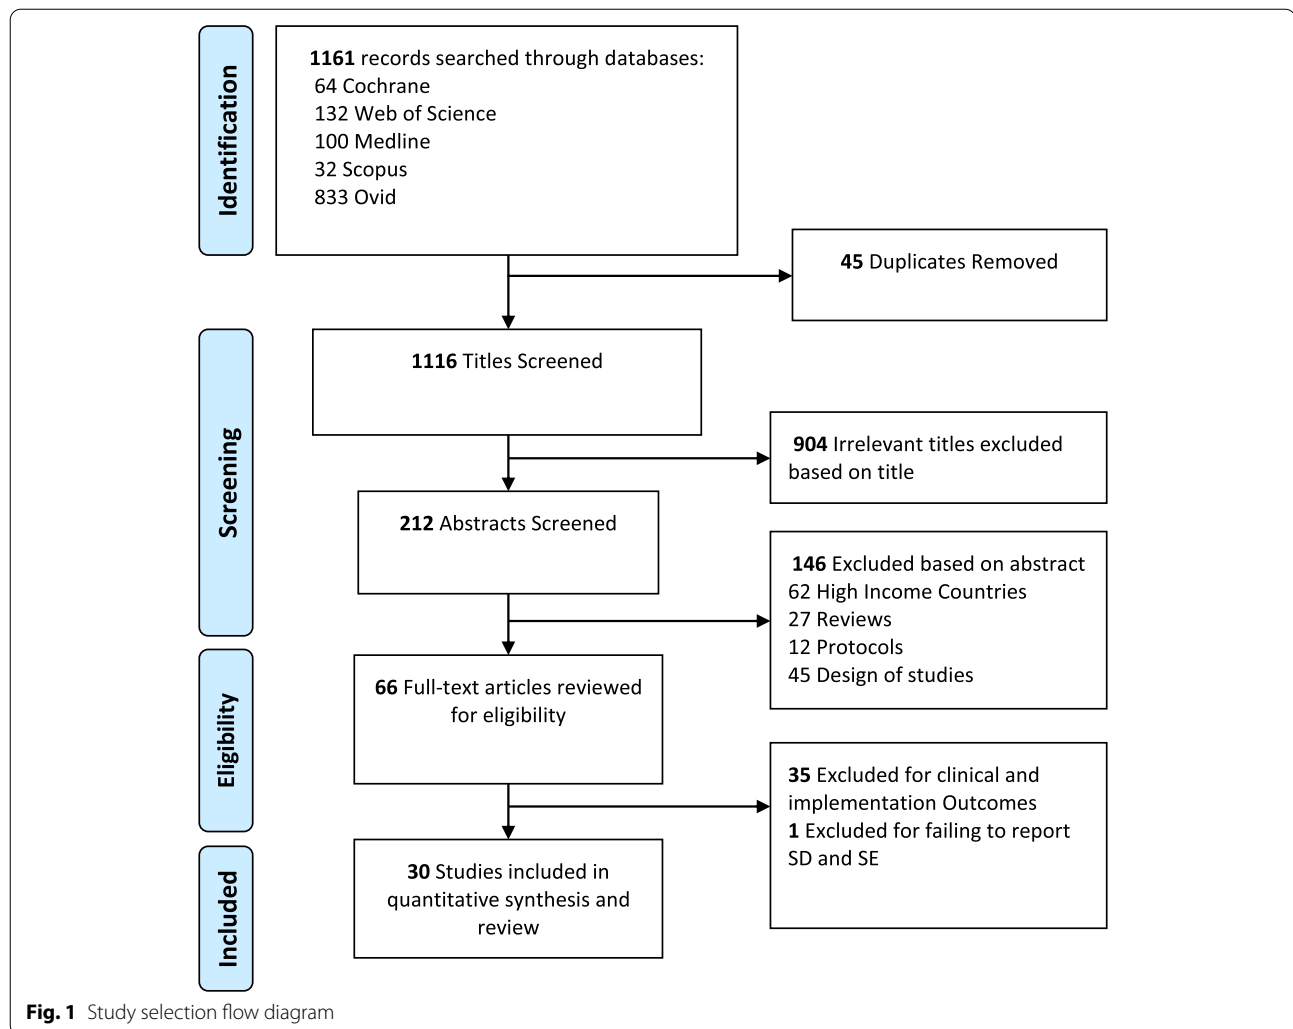 Identification
1161 records searched through databases:
64 Cochrane
132 Web of Science
100 Medline
32 Scopus
833 Ovid
45 Duplicates Removed
Screening
1116 Titles Screened
904 Irrelevant titles excluded
based on title
212 Abstracts Screened
146 Excluded based on abstract
62 High Income Countries
27 Reviews
12 Protocols
45 Design of studies
Eligibility
66 Full-text articles reviewed
for eligibility
35 Excluded for clinical and
implementation Outcomes
1 Excluded for failing to report
SD and SE
Included
30 Studies included in
quantitative synthesis and
review
Fig. 1 Study selection flow diagram